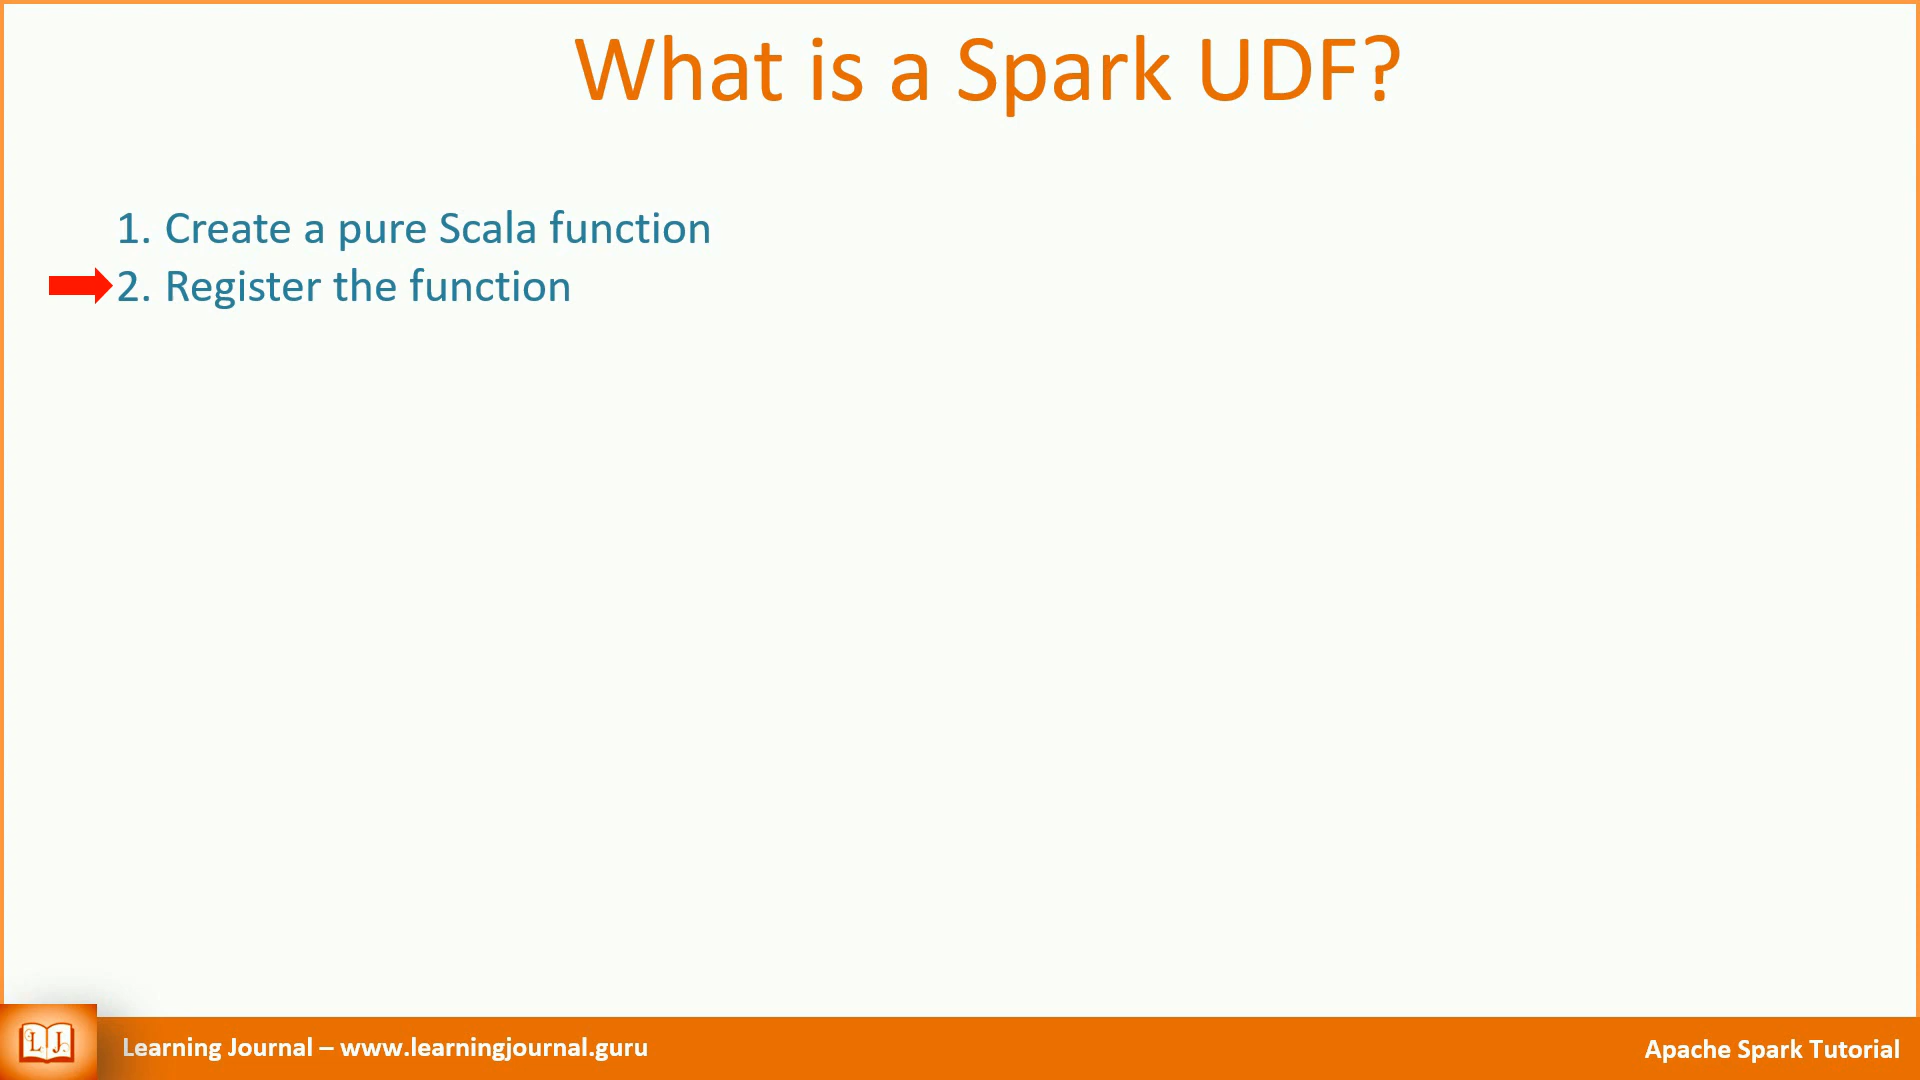 What is a Spark UDF?
1. Create a pure Scala function
2. Register the function
LJ
Learning Journal – www.learningjournal.guru
Apache Spark Tutorial